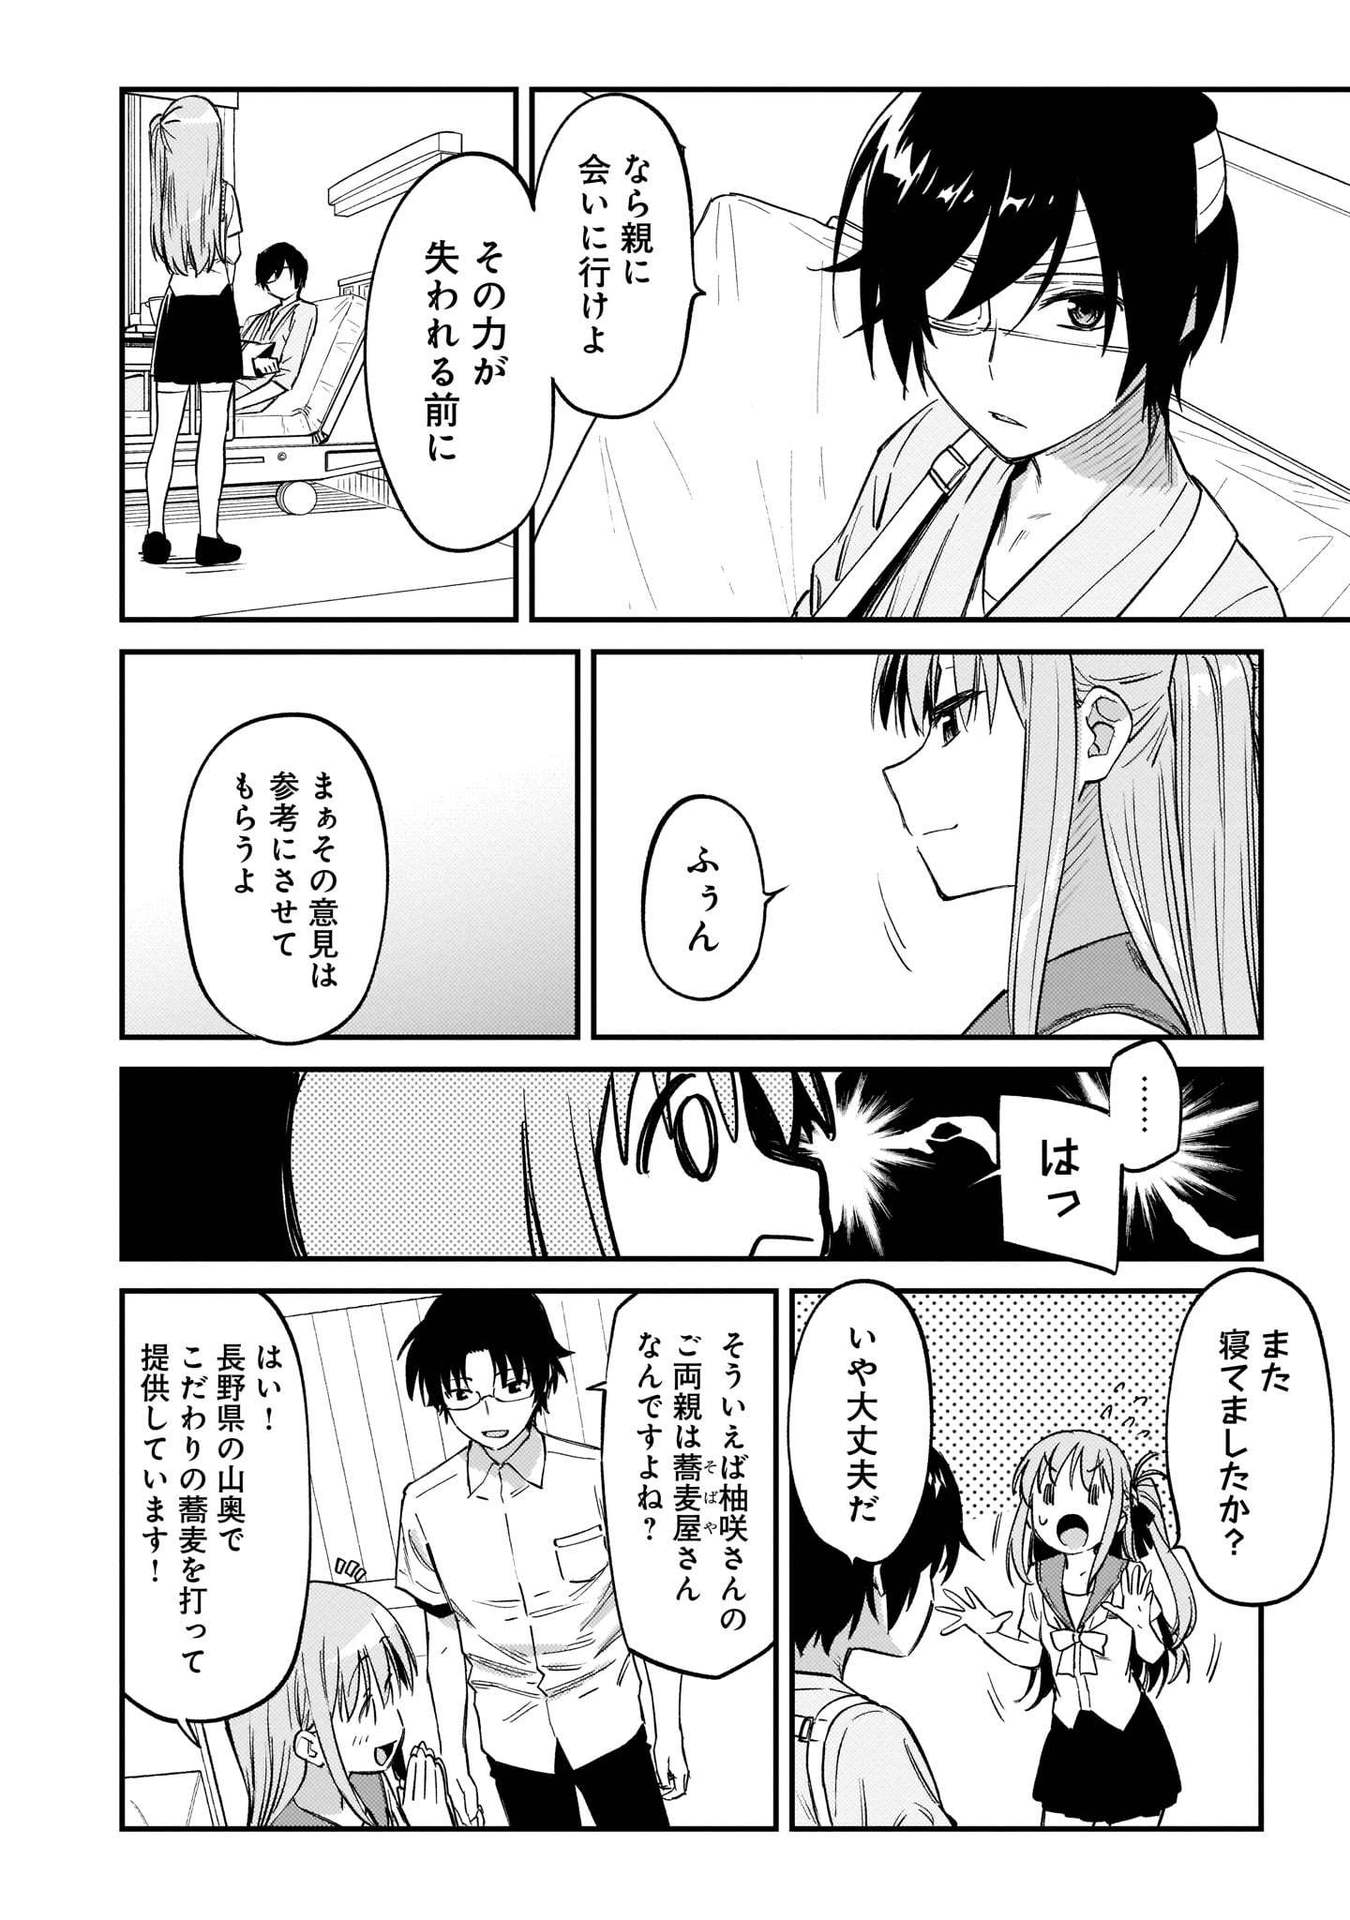 なら親に
会いに行けよ
その力が
失われる前に
ふぅん
まぁその意見は
参考にさせて
もらうよ
……
はっ
また
寝てましたか？
いや大丈夫だ
そういえば柚咲さんの
ご両親は蕎麦屋さん
そばや
なんですよね？
はい！
長野県の山奥で
こだわりの蕎麦を打って
提供しています！